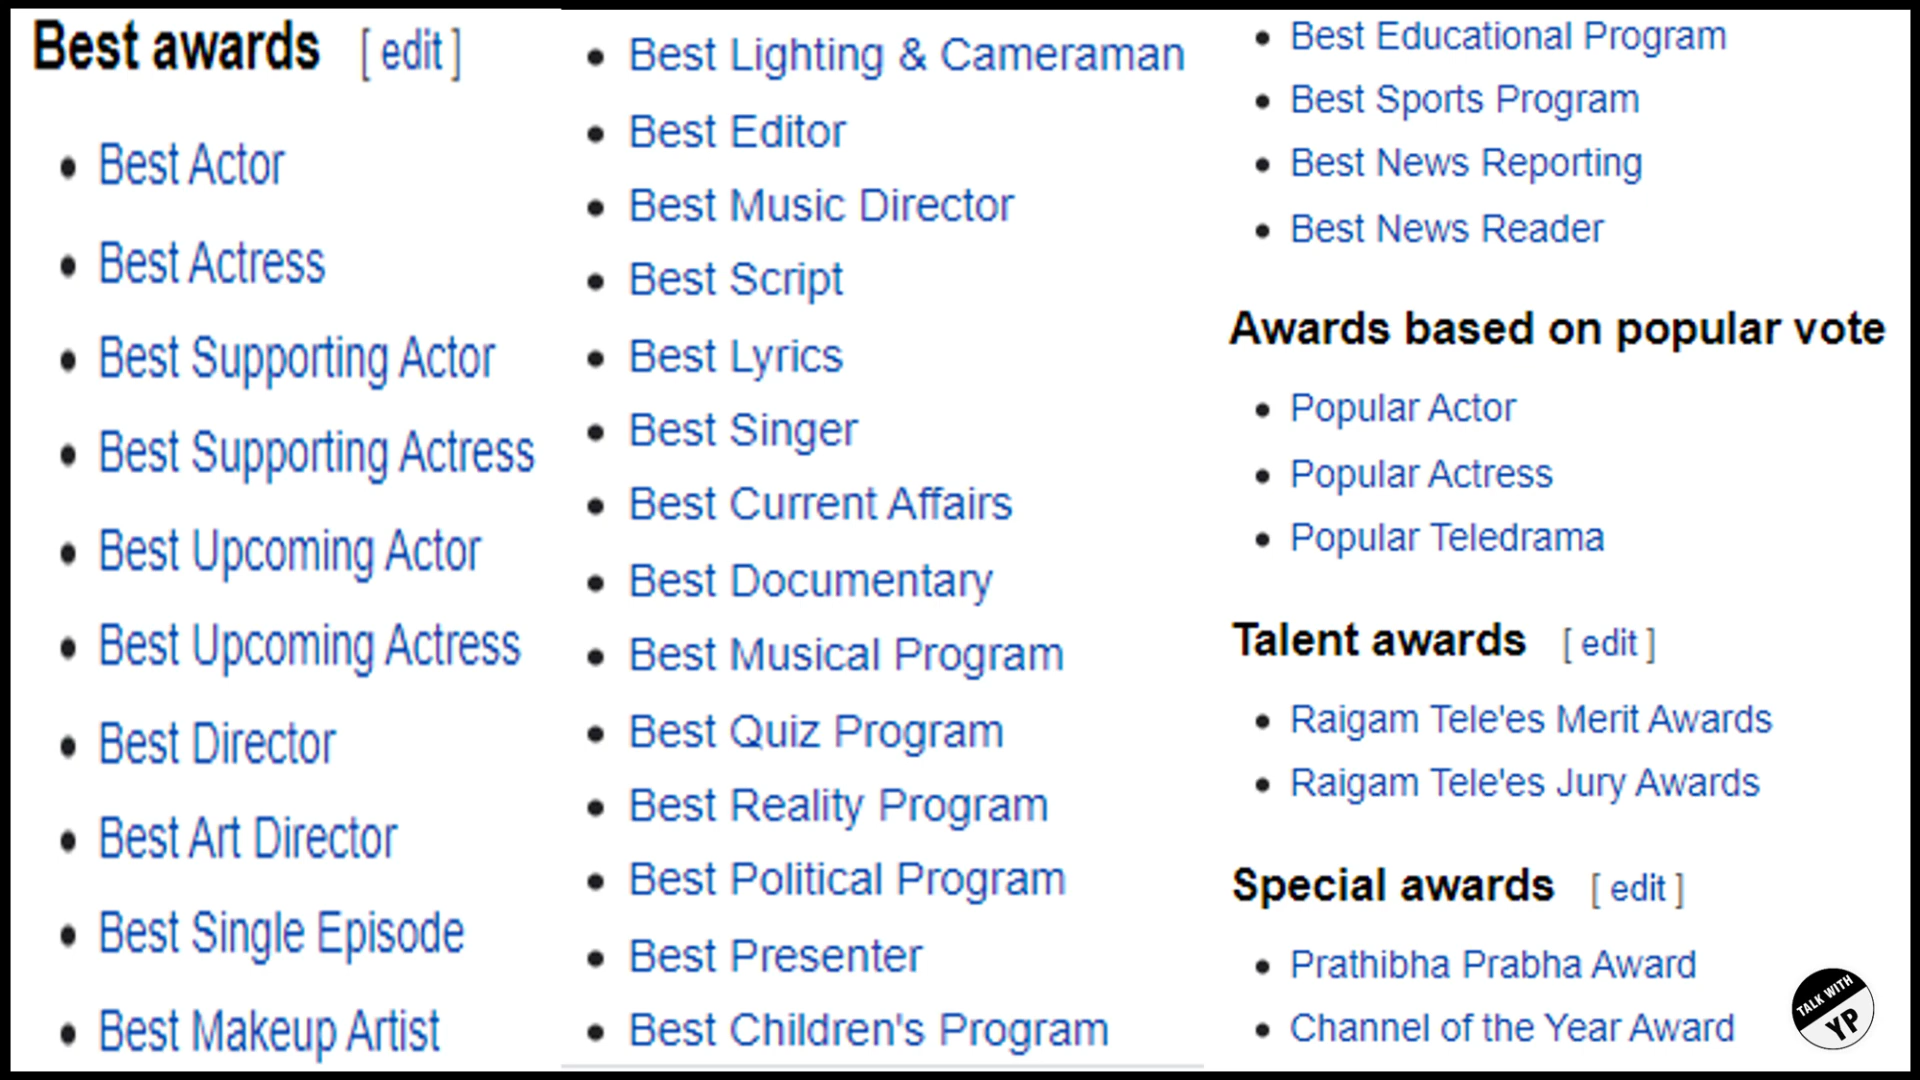 Best awards [ edit ]
Best Actor
Best Actress
Best Supporting Actor
Best Supporting Actress
Best Upcoming Actor
Best Upcoming Actress
Best Director
Best Art Director
Best Single Episode
Best Makeup Artist
Best Lighting & Cameraman
Best Editor
Best Music Director
Best Script
Best Lyrics
Best Singer
Best Current Affairs
Best Documentary
Best Musical Program
Best Quiz Program
Best Reality Program
Best Political Program
Best Presenter
Best Children's Program
Best Educational Program
Best Sports Program
Best News Reporting
Best News Reader
Awards based on popular vote
Popular Actor
Popular Actress
Popular Teledrama
Talent awards [ edit ]
Raigam Tele'es Merit Awards
Raigam Tele'es Jury Awards
Special awards [ edit ]
Prathibha Prabha Award
Channel of the Year Award
TALK WITH
YP